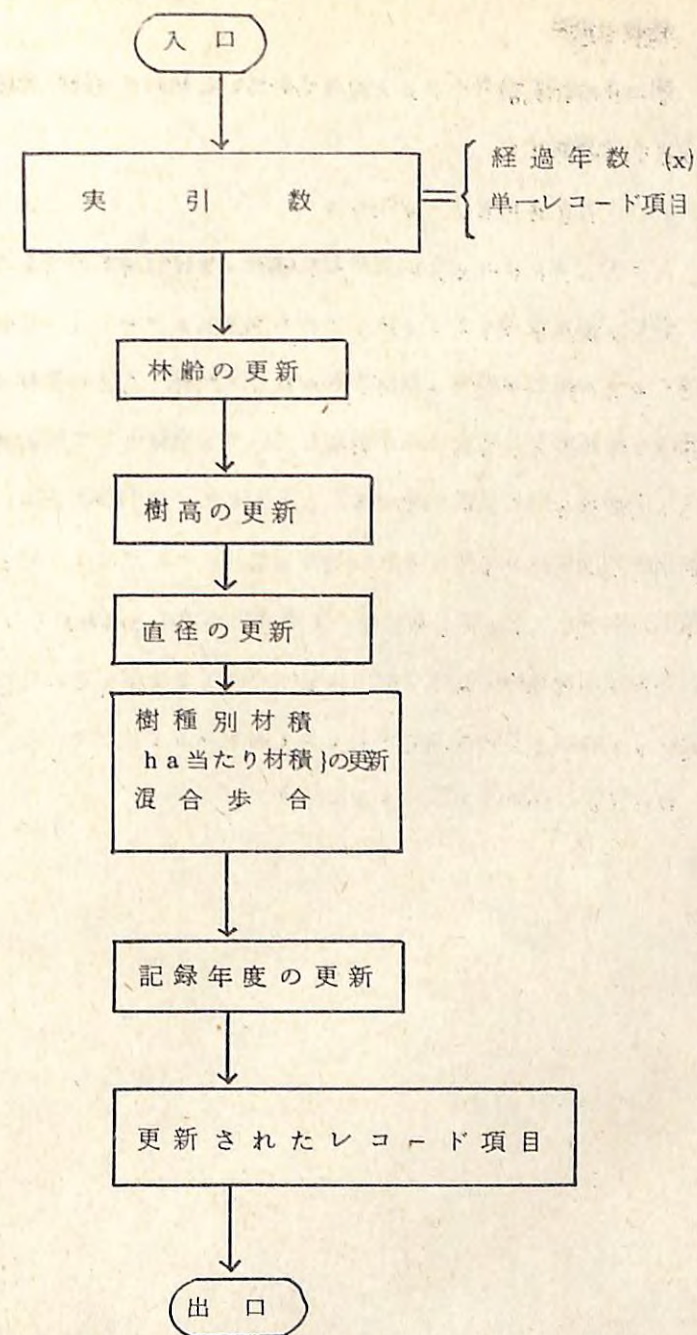 入口
実引数
経過年数 (x)
単一レコード項目
林齢の更新
樹高の更新
直径の更新
樹種別材積
ha当たり材積}の更新
混合歩合
記録年度の更新
更新されたレコード項目
出口